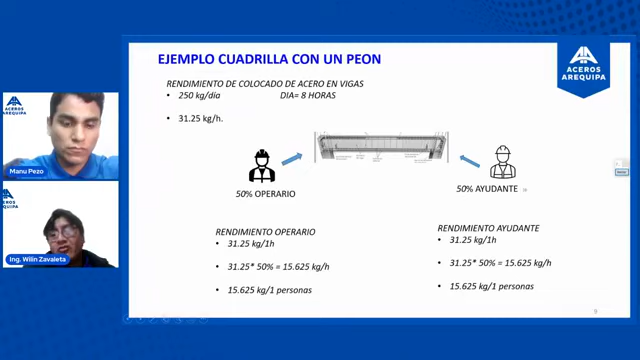 EJEMPLO CUADRILLA CON UN PEON
ACEROS
AREQUIPA
RENDIMIENTO DE COLOCADO DE ACERO EN VIGAS
• 250 kg/día DIA= 8 HORAS
• 31.25 kg/h.
50% OPERARIO
50% AYUDANTE
RENDIMIENTO OPERARIO
• 31.25 kg/1h
• 31.25* 50% = 15.625 kg/h
• 15.625 kg/1 personas
RENDIMIENTO AYUDANTE
• 31.25 kg/1h
• 31.25* 50% = 15.625 kg/h
• 15.625 kg/1 personas
9
ACEROS
AREQUIPA
Manu Pezo
Ing. Wilin Zavaleta